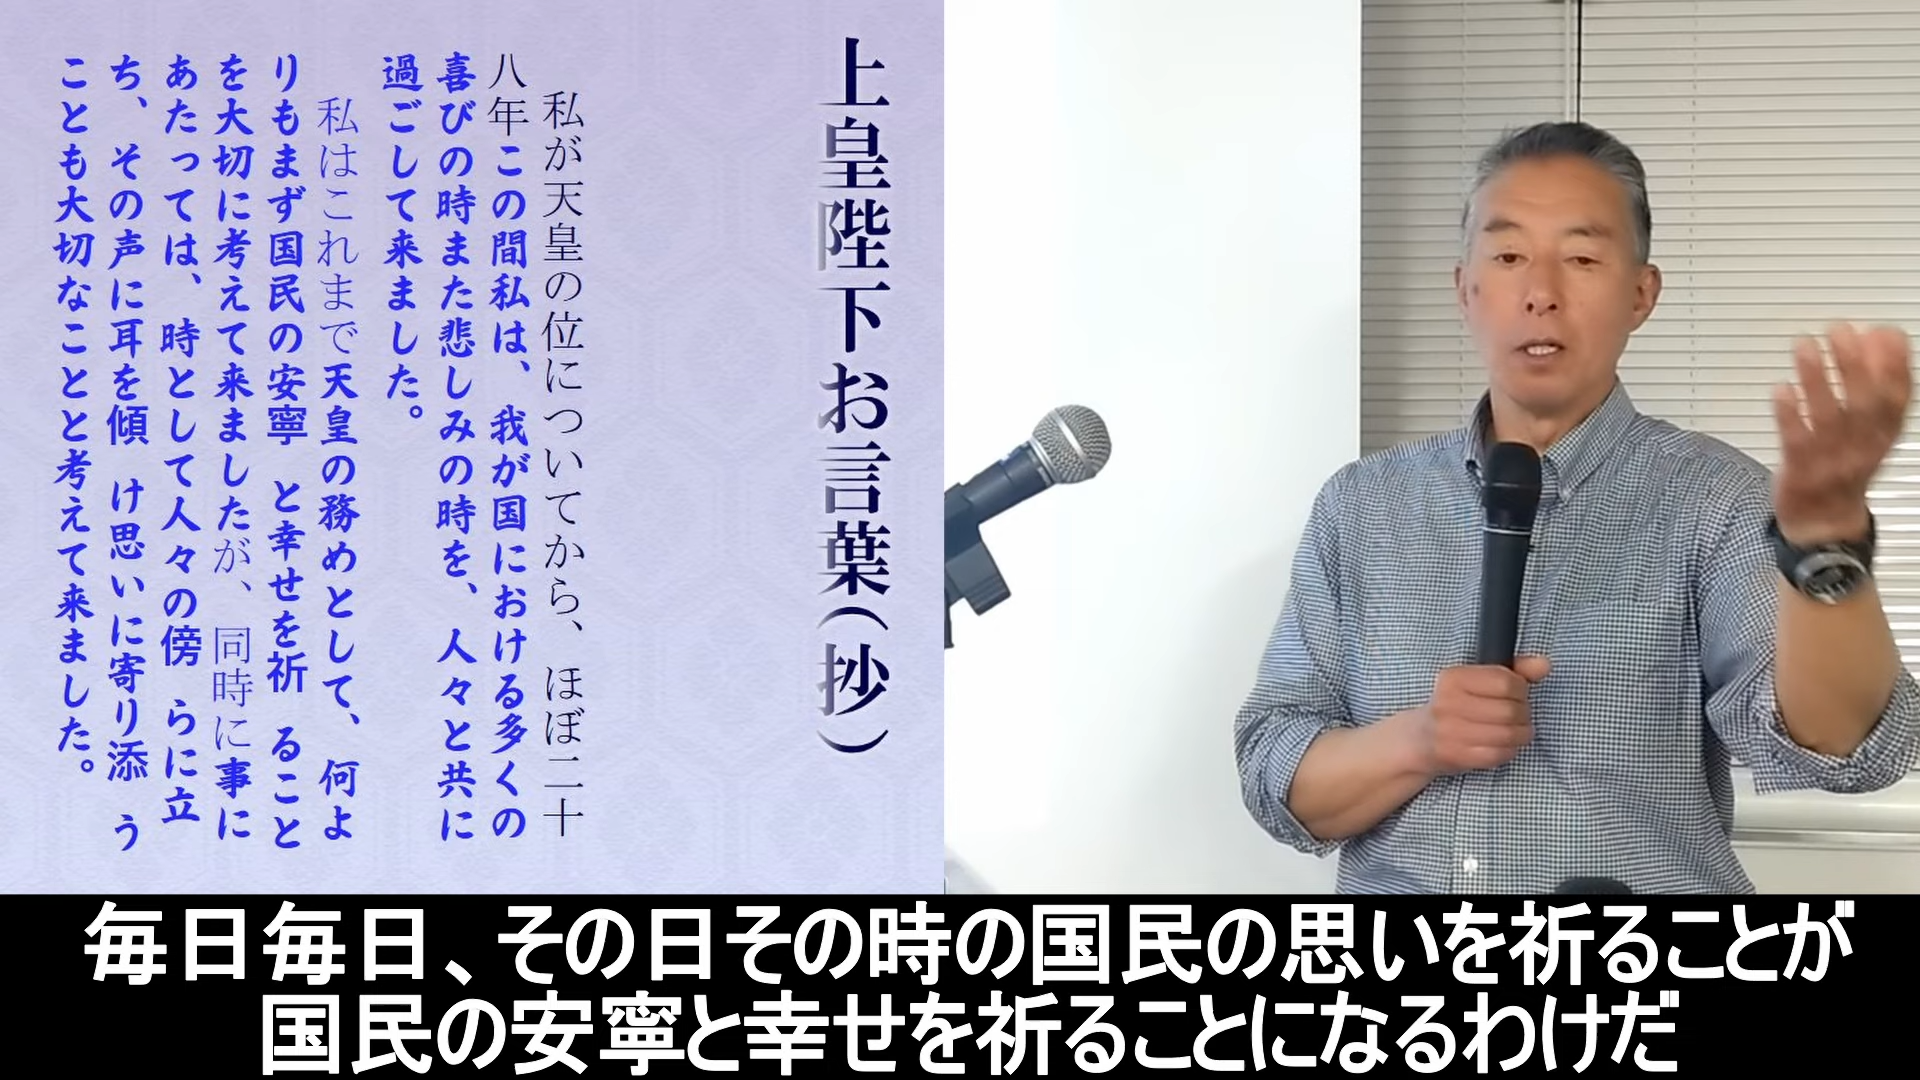 上皇陛下お言葉(抄)
私が天皇の位についてから、ほぼ二十
八年この間私は、我が国における多くの
喜びの時また悲しみの時を、人々と共に
過ごして来ました。
私はこれまで天皇の務めとして、何よ
りもまず国民の安寧と幸せを祈ること
を大切に考えて来ましたが、同時に事に
あたっては、時として人々の傍らに立
ち、その声に耳を傾け思いに寄り添う
ことも大切なことと考えて来ました。
毎日毎日、その日その時の国民の思いを祈ることが
国民の安寧と幸せを祈ることになるわけだ